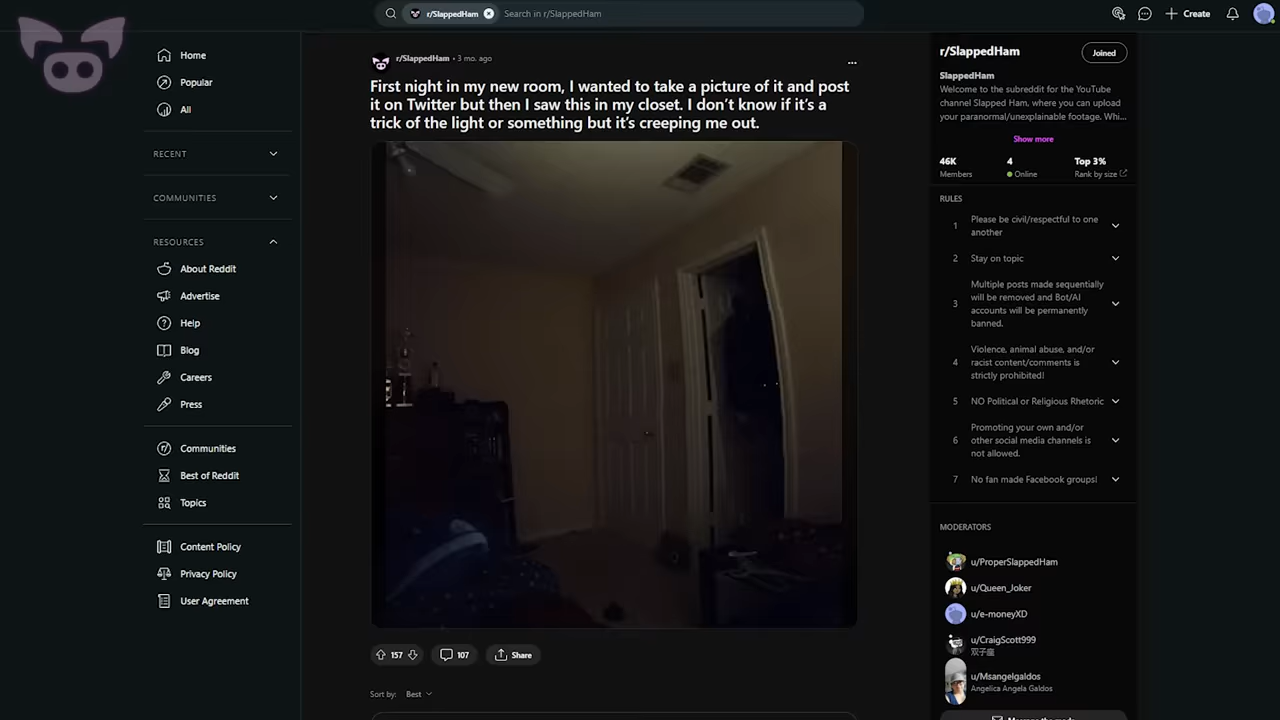 r/SlappedHam
Search in r/SlappedHam
Create
Home
Popular
All
RECENT
COMMUNITIES
RESOURCES
About Reddit
Advertise
Help
Blog
Careers
Press
Communities
Best of Reddit
Topics
Content Policy
Privacy Policy
User Agreement
r/SlappedHam • 3 mo. ago
First night in my new room, I wanted to take a picture of it and post
it on Twitter but then I saw this in my closet. I don't know if it's a
trick of the light or something but it's creeping me out.
157
107
Share
Sort by: Best
r/SlappedHam
Joined
SlappedHam
Welcome to the subreddit for the YouTube
channel Slapped Ham, where you can upload
your paranormal/unexplainable footage. Whi...
Show more
46K 4 Top 3%
Members Online Rank by size
RULES
1 Please be civil/respectful to one
another
2 Stay on topic
3 Multiple posts made sequentially
will be removed and Bot/AI
accounts will be permanently
banned.
4 Violence, animal abuse, and/or
racist content/comments is
strictly prohibited!
5 NO Political or Religious Rhetoric
6 Promoting your own and/or
other social media channels is
not allowed.
7 No fan made Facebook groups!
MODERATORS
u/ProperSlappedHam
u/Queen_Joker
u/e-moneyXD
u/CraigScott999
双子座
u/Msangelgaldos
Angelica Angela Galdos